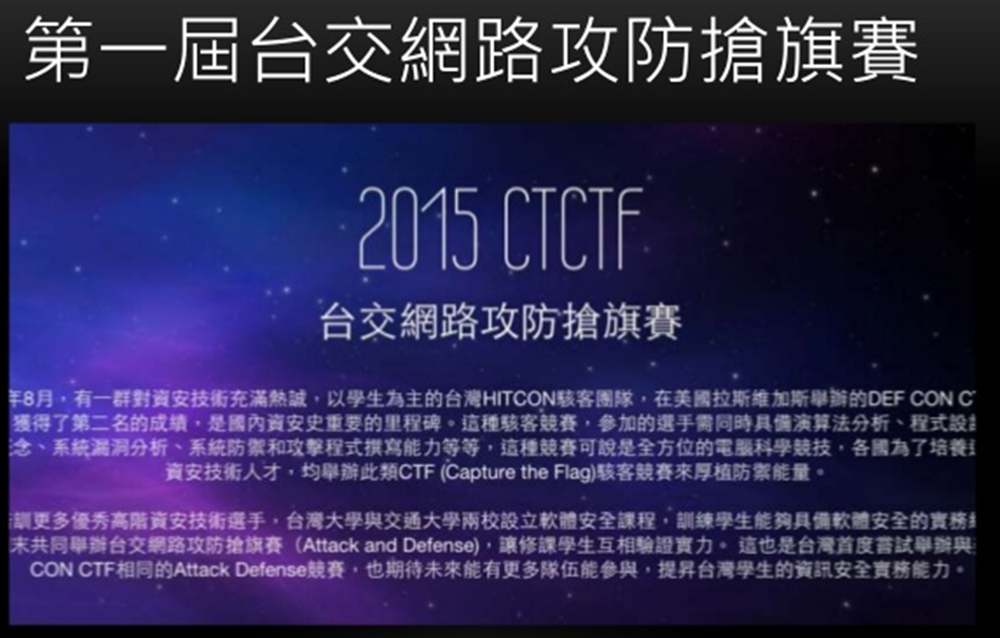 第一屆台交網路攻防搶旗賽
2015 CTCTF
台交網路攻防搶旗賽
年8月，有一群對資安技術充滿熱誠，以學生為主的台灣HITCON駭客團隊，在美國拉斯維加斯舉辦的DEF CON
獲得了第二名的成績，是國內資安史重要的里程碑。這種駭客競賽，參加的選手需同時具備演算法分析、程式設
念、系統漏洞分析、系統防禦和攻擊程式撰寫能力等等，這種競賽可說是全方位的電腦科學競技，各國為了培養
資安技術人才，均舉辦此類CTF (Capture the Flag)駭客競賽來厚植防禦能量。
訓更多優秀高階資安技術選手，台灣大學與交通大學兩校設立軟體安全課程，訓練學生能夠具備軟體安全的實務
末共同舉辦台交網路攻防搶旗賽（Attack and Defense)，讓修課學生互相驗證實力。 這也是台灣首度嘗試舉辦與
CON CTF相同的Attack Defense競賽，也期待未來能有更多隊伍能參與，提昇台灣學生的資訊安全實務能力。